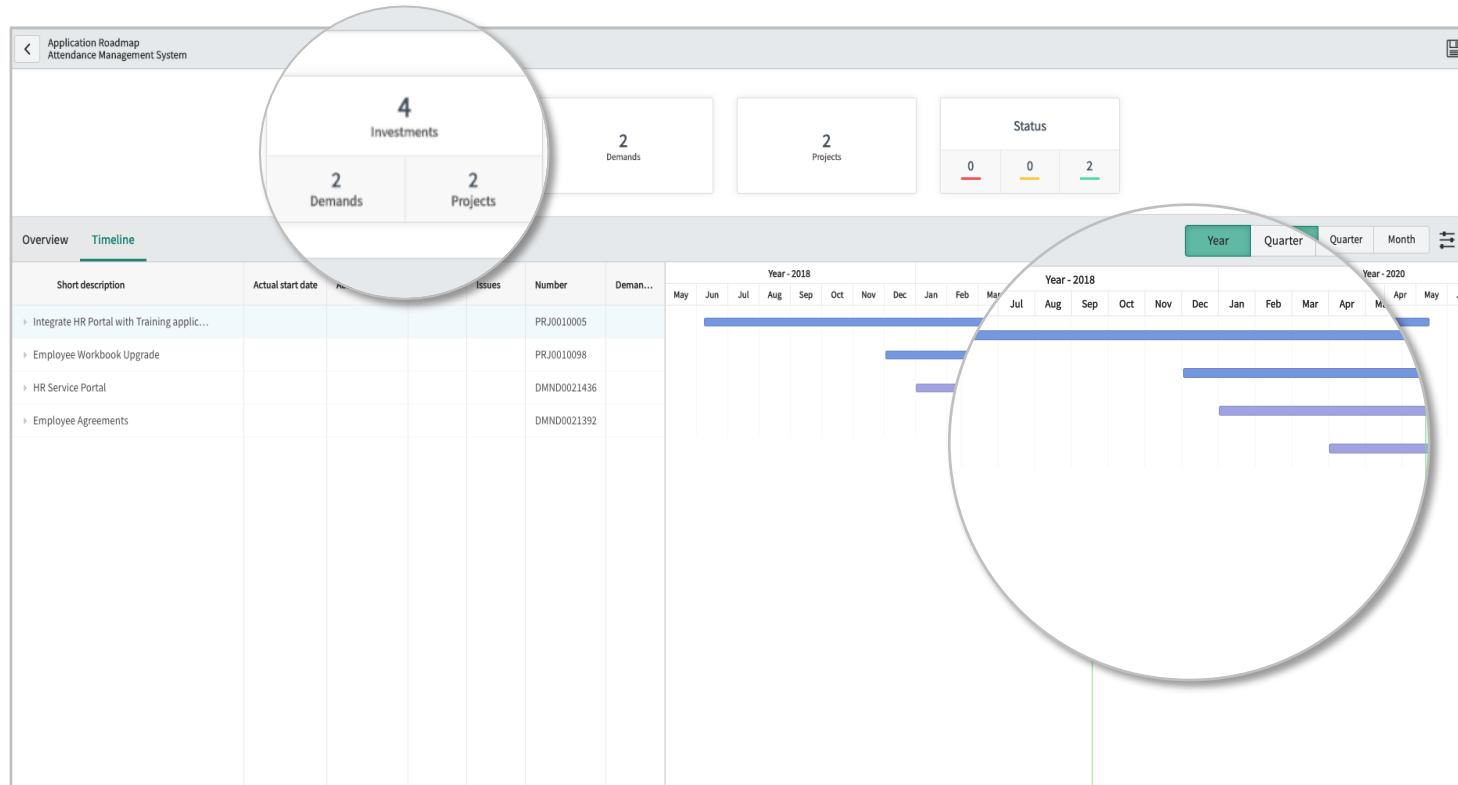 Application Roadmap
Attendance Management System
4
Investments
2 Demands
2 Projects
2
Demands
2
Projects
Status
0 0 2
Overview Timeline
Year Quarter Quarter Month
Short description Actual start date Issues Number Deman...
Year - 2018 Year - 2018 Year - 2020
May Jun Jul Aug Sep Oct Nov Dec Jan Feb Mar Apr May
Jul Aug Sep Oct Nov Dec Jan Feb Mar Apr
Integrate HR Portal with Training applic... PRJ0010005
Employee Workbook Upgrade PRJ0010098
HR Service Portal DMND0021436
Employee Agreements DMND0021392